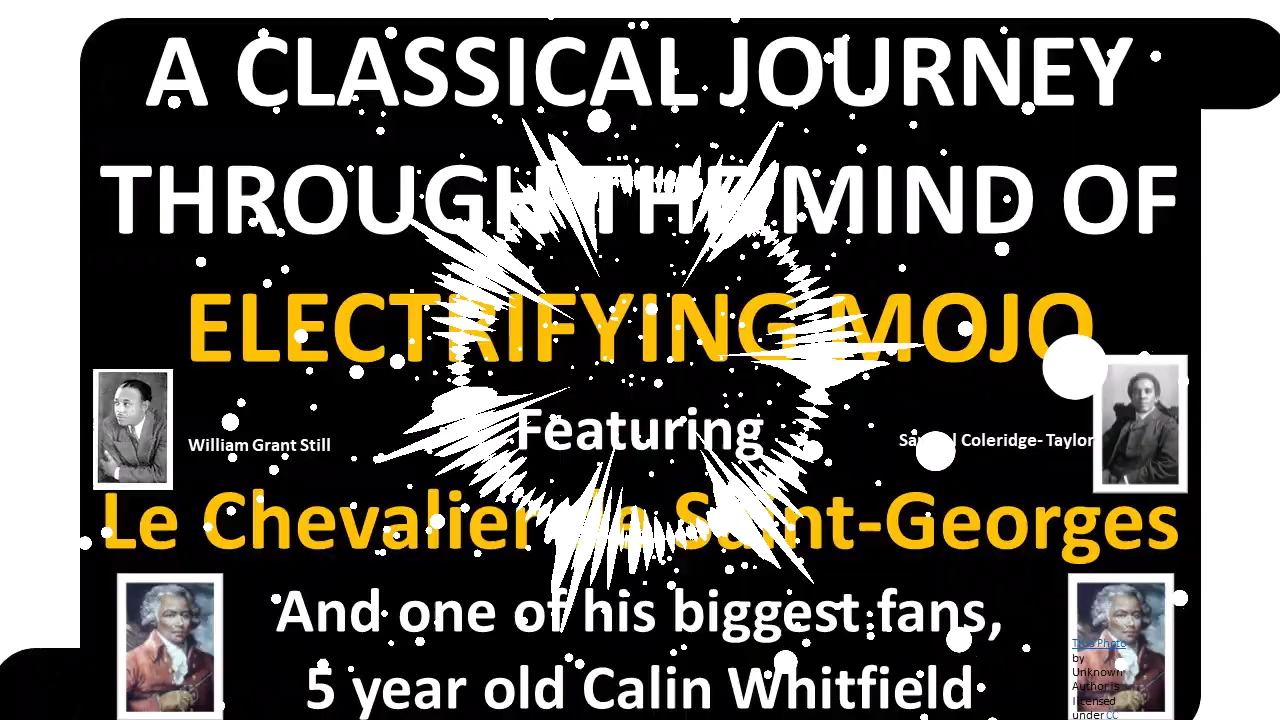 A CLASSICAL JOURNEY
THROUGH THE MIND OF
ELECTRIFYING MOJO
Featuring
William Grant Still
Coleridge- Taylor
Le Chevalier de Saint-Georges
And one of his biggest fans,
5 year old Calin Whitfield
This Photo
by
Unknown
Author is
licensed
under CC